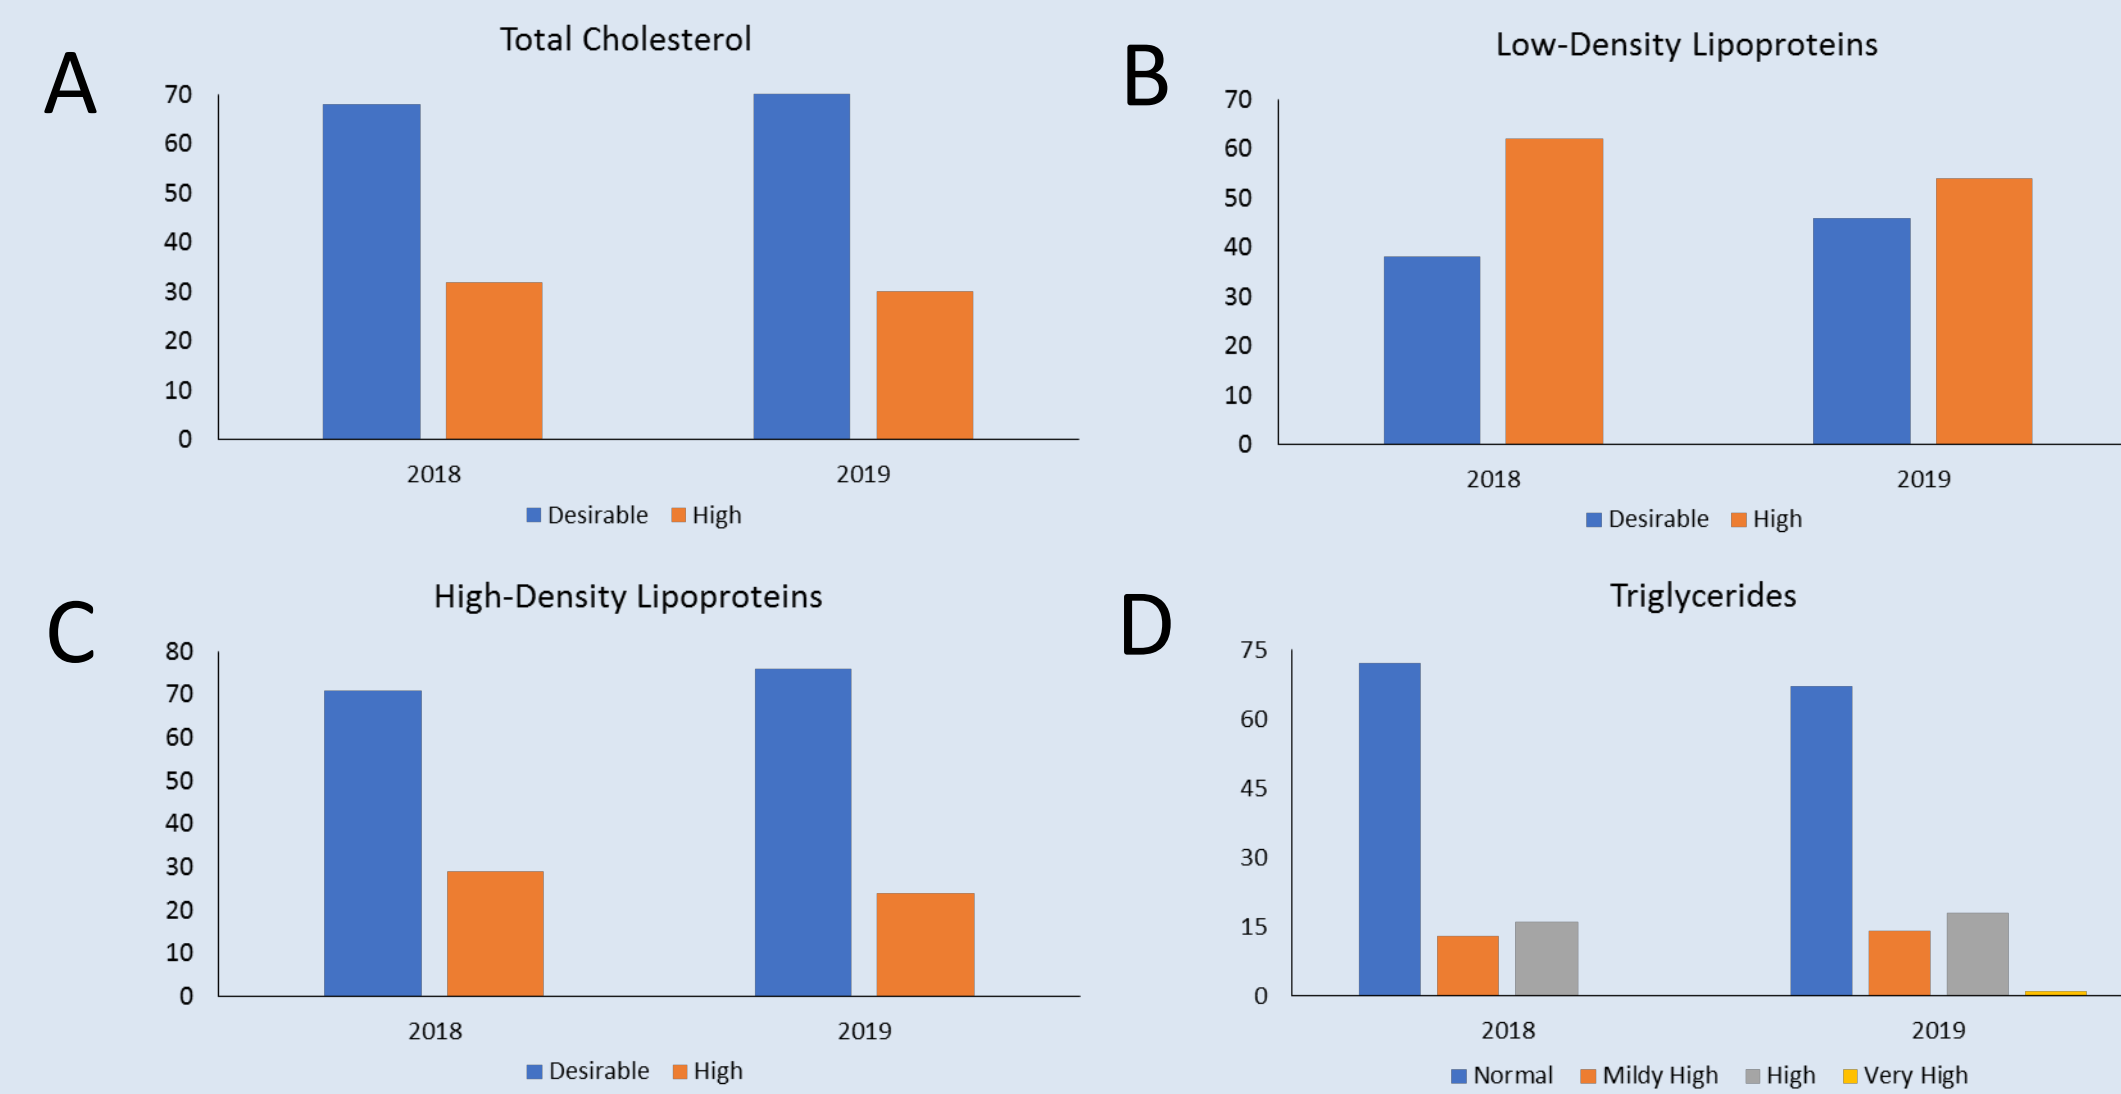 A
Total Cholesterol
70
60
50
40
30
20
10
0
2018 2019
Desirable High
B
Low-Density Lipoproteins
70
60
50
40
30
20
10
0
2018 2019
Desirable High
C
High-Density Lipoproteins
80
70
60
50
40
30
20
10
0
2018 2019
Desirable High
D
Triglycerides
75
60
45
30
15
0
2018 2019
Normal Mildy High High Very High